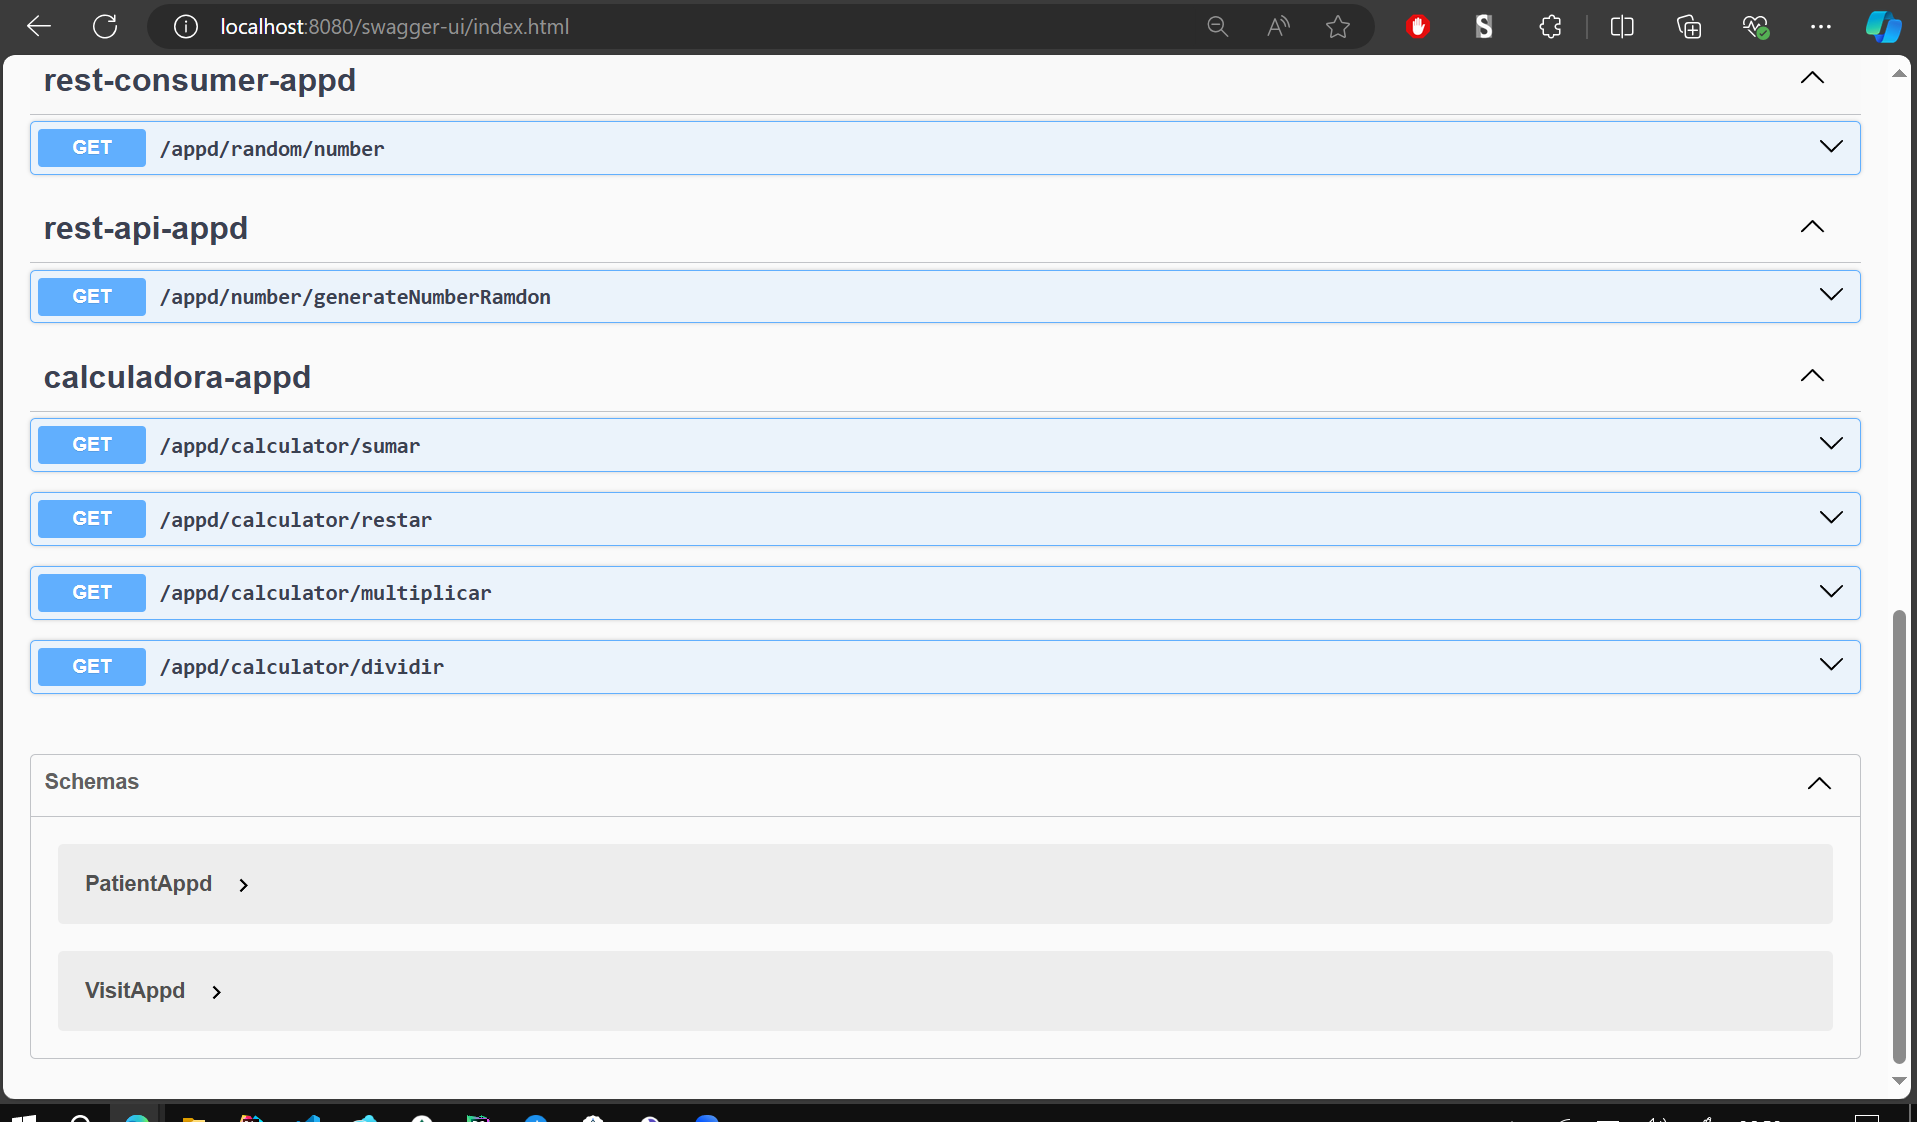 localhost:8080/swagger-ui/index.html
rest-consumer-appd
GET /appd/random/number
rest-api-appd
GET /appd/number/generateNumberRamdon
calculadora-appd
GET /appd/calculator/sumar
GET /appd/calculator/restar
GET /appd/calculator/multiplicar
GET /appd/calculator/dividir
Schemas
PatientAppd
VisitAppd